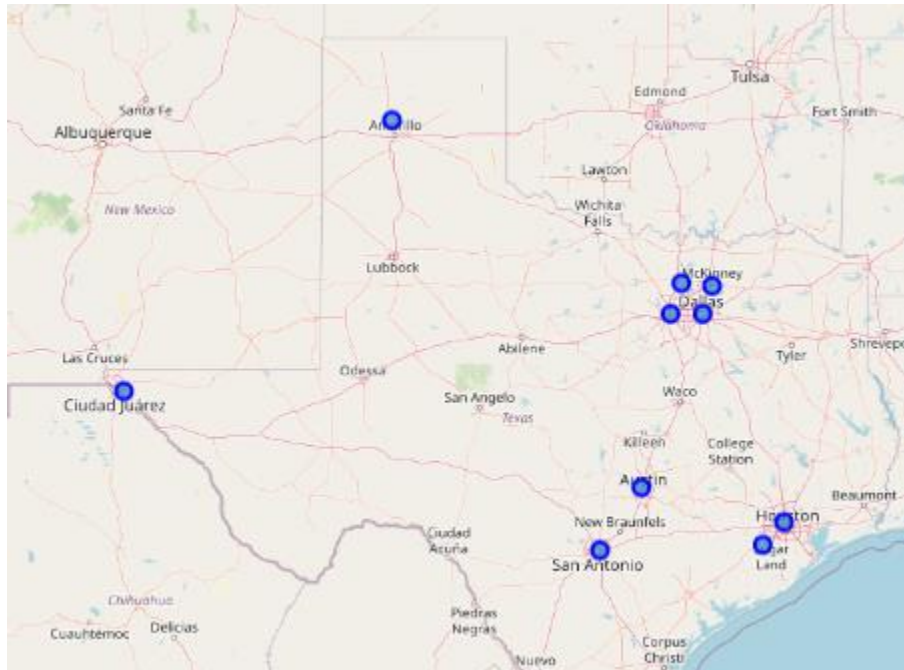 Tulsa
Edmond
Santa Fe
Fort Smith
Amarillo
Albuquerque
Oklahoma
Lawton
New Mexico
Wichita
Falls
Lubbock
McKinney
Dallas
Las Cruces
Abilene
Tyler
Shrevepo
Odessa
Waco
San Angelo
Ciudad Juárez
Texas
Killeen
College
Station
Austin
Beaumont
Houston
New Braunfels
Ciudad
Acuña
San Antonio
Sugar
Land
Chihuahua
Piedras
Negras
Cuauhtémoc
Delicias
Corpus
Christi
Nuevo